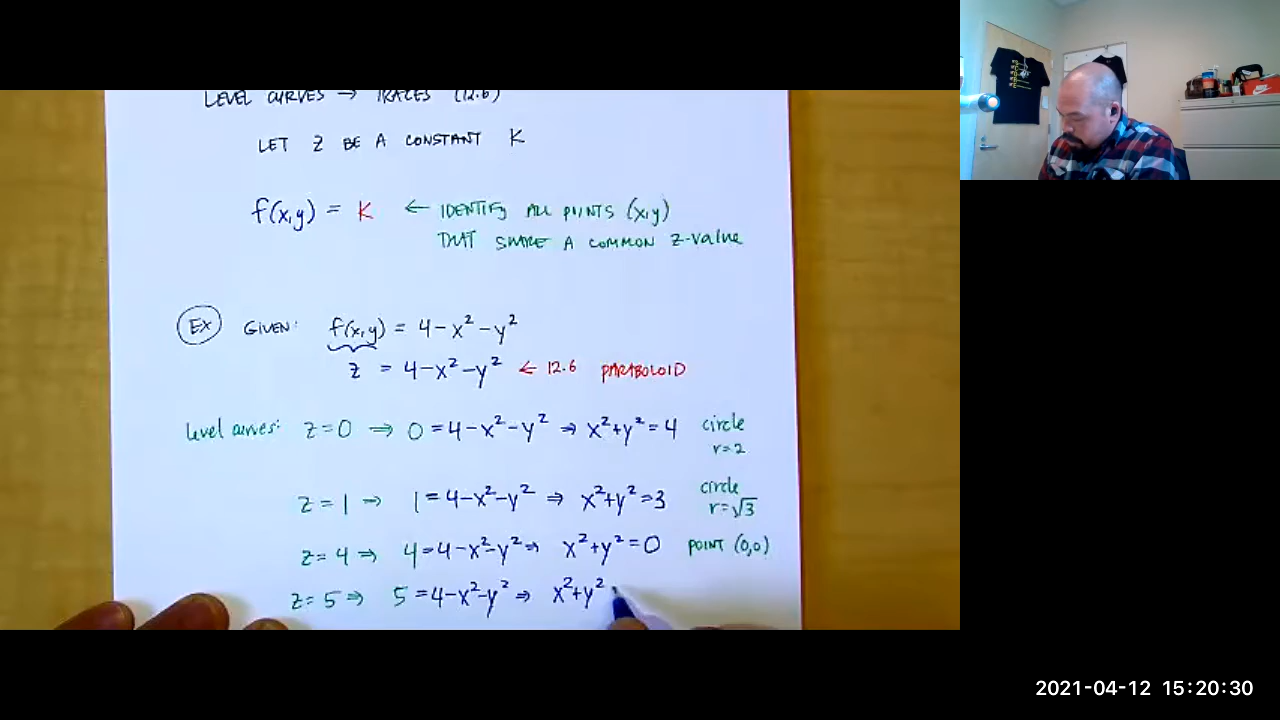 LEVEL CURVES → TRACES (12.6)
LET Z BE A CONSTANT K
f(x,y) = K ← IDENTIFY ALL POINTS (x,y)
THAT SHARE A COMMON z-value
EX GIVEN: f(x,y) = 4-x²-y²
z = 4-x²-y² ← 12.6 PARABOLOID
level curves: z=0 ⇒ 0=4-x²-y² ⇒ x²+y²=4 circle
r=2
z=1 ⇒ 1=4-x²-y² ⇒ x²+y²=3 circle
r=√3
z=4 ⇒ 4=4-x²-y² ⇒ x²+y²=0 POINT (0,0)
z=5 ⇒ 5=4-x²-y² ⇒ x²+y²
2021-04-12 15:20:30